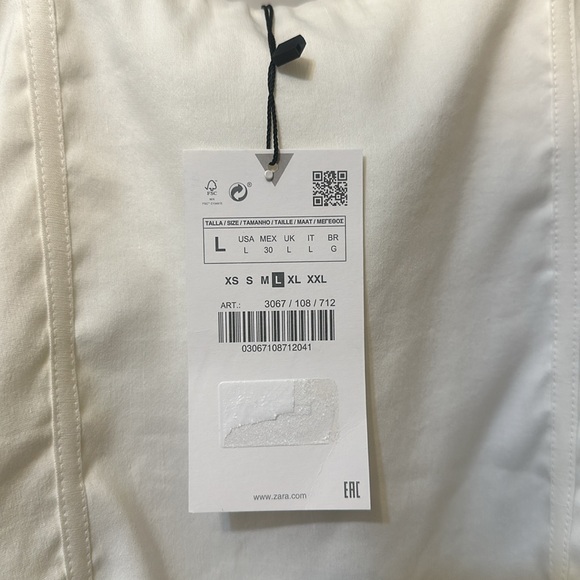 FSC
®
TALLA / SIZE / TAMANHO / TAILLE / MAAT / ΜΕΓΕΘΟΣ
L USA MEX UK IT BR
L 30 L L G
XS S M L XL XXL
ART.: 3067 / 108 / 712
03067108712041
www.zara.com
EAC